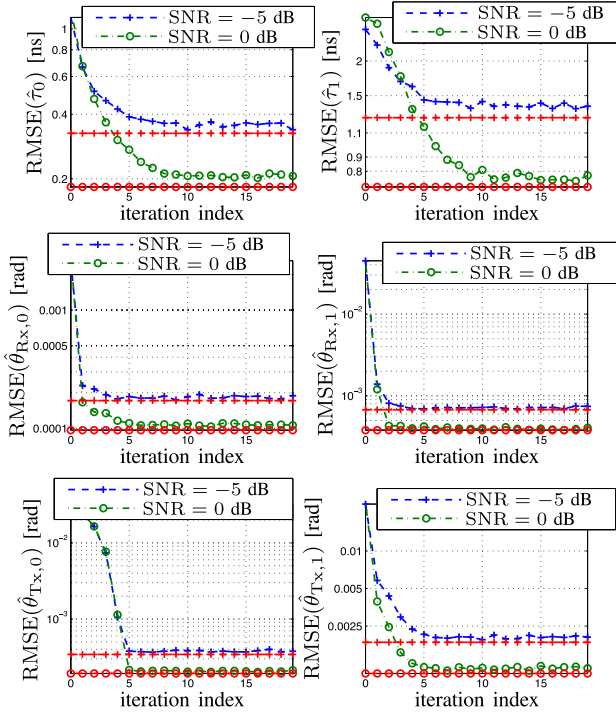 SNR = −5 dB
SNR = 0 dB
RMSE(τ̂0) [ns]
1
0.6
0.4
0.2
0 5 10 15
iteration index
SNR = −5 dB
SNR = 0 dB
RMSE(τ̂1) [ns]
2
1.5
1.1
0.9
0.8
0 5 10 15
iteration index
SNR = −5 dB
SNR = 0 dB
RMSE(θ̂Rx,0) [rad]
0.001
0.0005
0.0001
0 5 10 15
iteration index
SNR = −5 dB
SNR = 0 dB
RMSE(θ̂Rx,1) [rad]
10−2
10−3
0 5 10 15
iteration index
SNR = −5 dB
SNR = 0 dB
RMSE(θ̂Tx,0) [rad]
10−2
10−3
0 5 10 15
iteration index
SNR = −5 dB
SNR = 0 dB
RMSE(θ̂Tx,1) [rad]
0.01
0.005
0.0025
0 5 10 15
iteration index